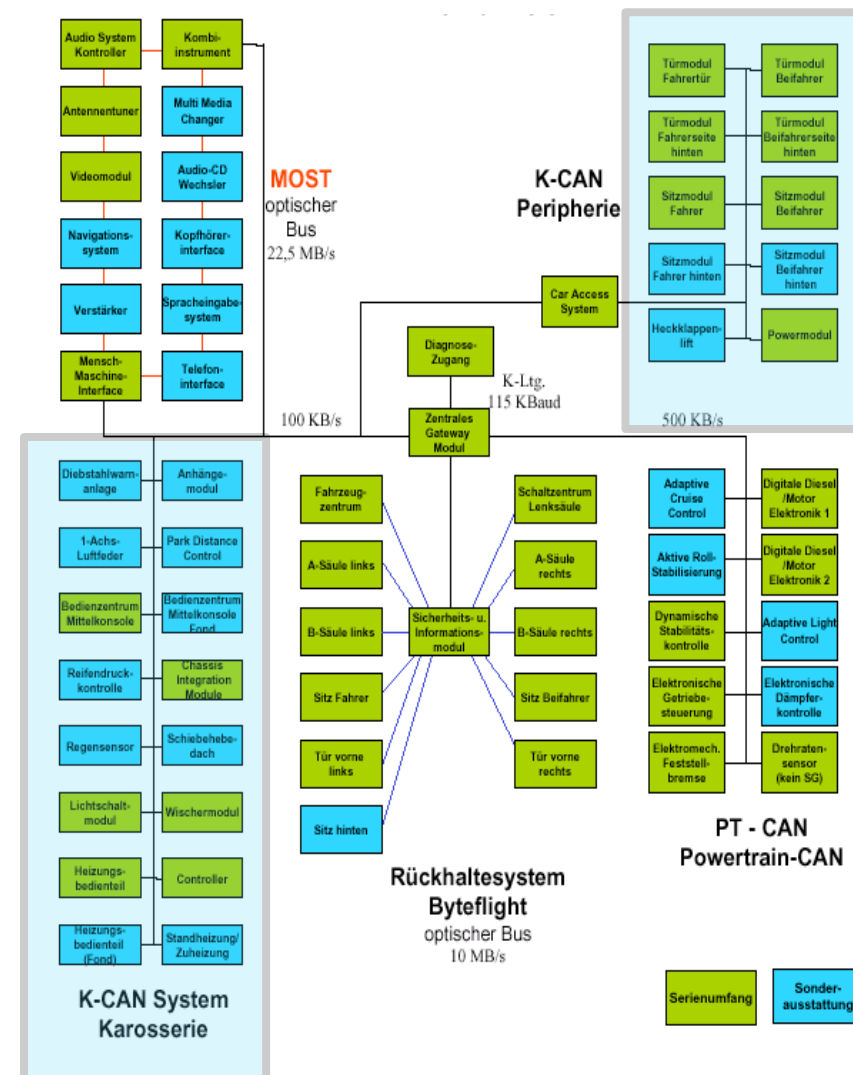 Audio System
Kontroller
Kombi-
instrument
Antennentuner
Multi Media
Changer
Videomodul
Audio-CD
Wechsler
Navigations-
system
Kopfhörer-
interface
Verstärker
Spracheingabe-
system
Mensch-
Maschine-
Interface
Telefon-
interface
MOST
optischer
Bus
22,5 MB/s
K-CAN
Peripherie
Türmodul
Fahrertür
Türmodul
Beifahrer
Türmodul
Fahrerseite
hinten
Türmodul
Beifahrerseite
hinten
Sitzmodul
Fahrer
Sitzmodul
Beifahrer
Sitzmodul
Fahrer hinten
Sitzmodul
Beifahrer
hinten
Heckklappen-
lift
Powermodul
Car Access
System
Diagnose-
Zugang
K-Ltg.
115 KBaud
100 KB/s
Zentrales
Gateway
Modul
500 KB/s
Diebstahlwarn-
anlage
Anhänge-
modul
1-Achs-
Luftfeder
Park Distance
Control
Bedienzentrum
Mittelkonsole
Bedienzentrum
Mittelkonsole
Fond
Reifendruck-
kontrolle
Chassis
Integration
Module
Regensensor
Schiebehebe-
dach
Lichtschalt-
modul
Wischermodul
Heizungs-
bedienteil
Controller
Heizungs-
bedienteil
(Fond)
Standheizung/
Zuheizung
K-CAN System
Karosserie
Fahrzeug-
zentrum
Schaltzentrum
Lenksäule
A-Säule links
A-Säule
rechts
B-Säule links
Sicherheits- u.
Informations-
modul
B-Säule rechts
Sitz Fahrer
Sitz Beifahrer
Tür vorne
links
Tür vorne
rechts
Sitz hinten
Rückhaltesystem
Byteflight
optischer Bus
10 MB/s
Adaptive
Cruise
Control
Digitale Diesel
/Motor
Elektronik 1
Aktive Roll-
Stabilisierung
Digitale Diesel
/Motor
Elektronik 2
Dynamische
Stabilitäts-
kontrolle
Adaptive Light
Control
Elektronische
Getriebe-
steuerung
Elektronische
Dämpfer-
kontrolle
Elektromech.
Feststell-
bremse
Drehraten-
sensor
(kein SG)
PT - CAN
Powertrain-CAN
Serienumfang
Sonder-
ausstattung